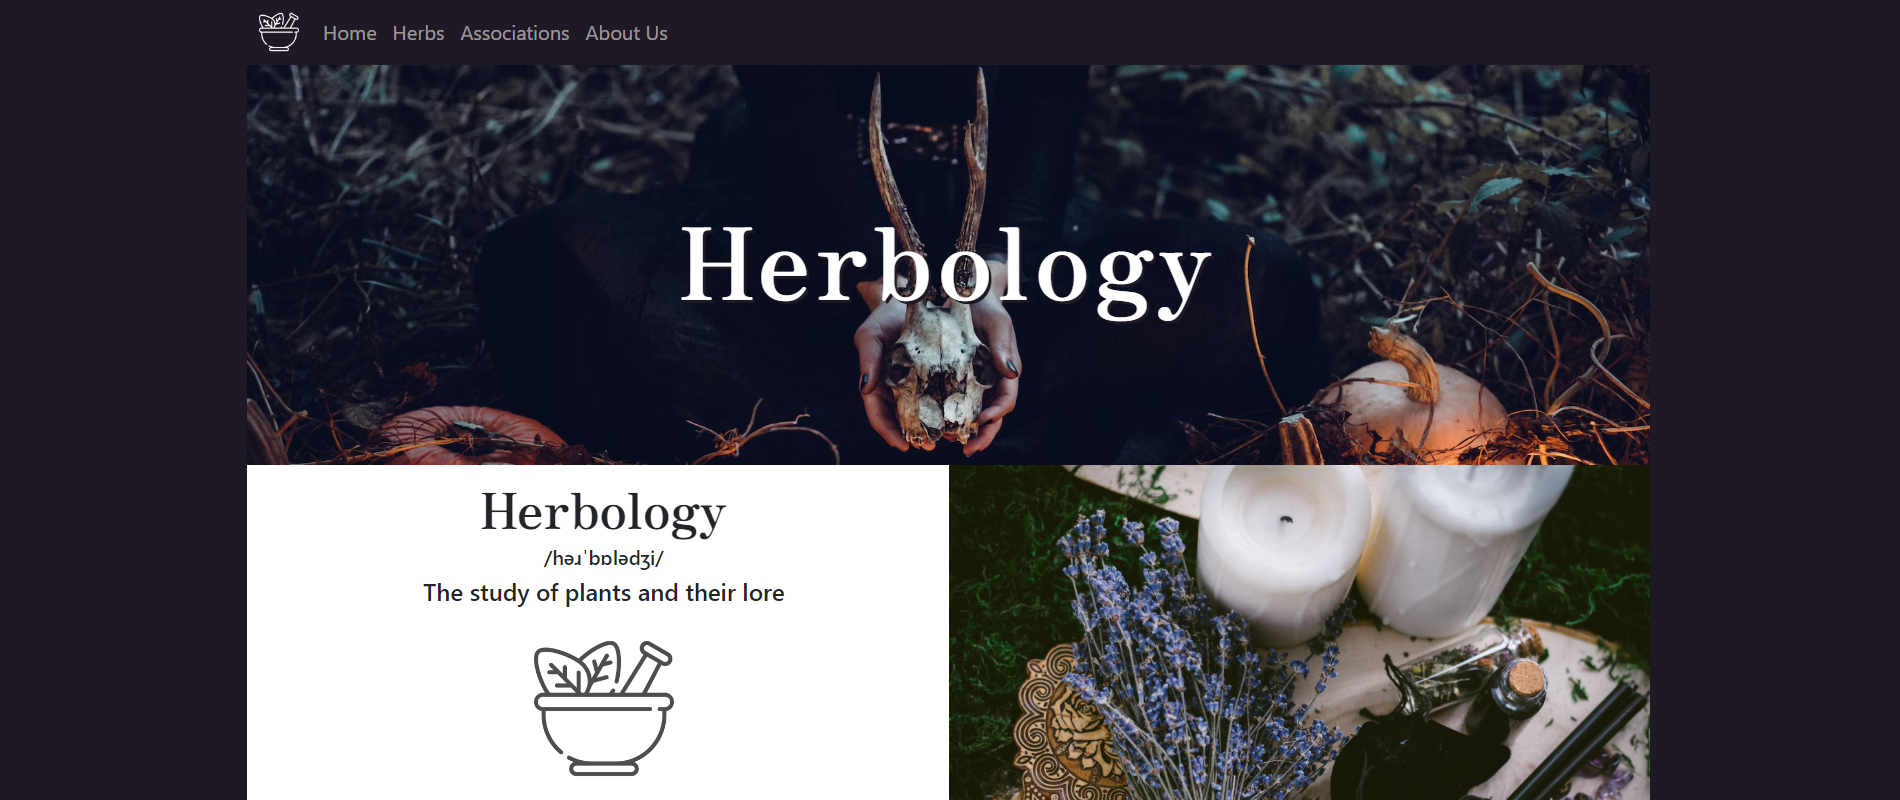 Home Herbs Associations About Us
Herbology
Herbology
/həɹˈbɒlədʒi/
The study of plants and their lore